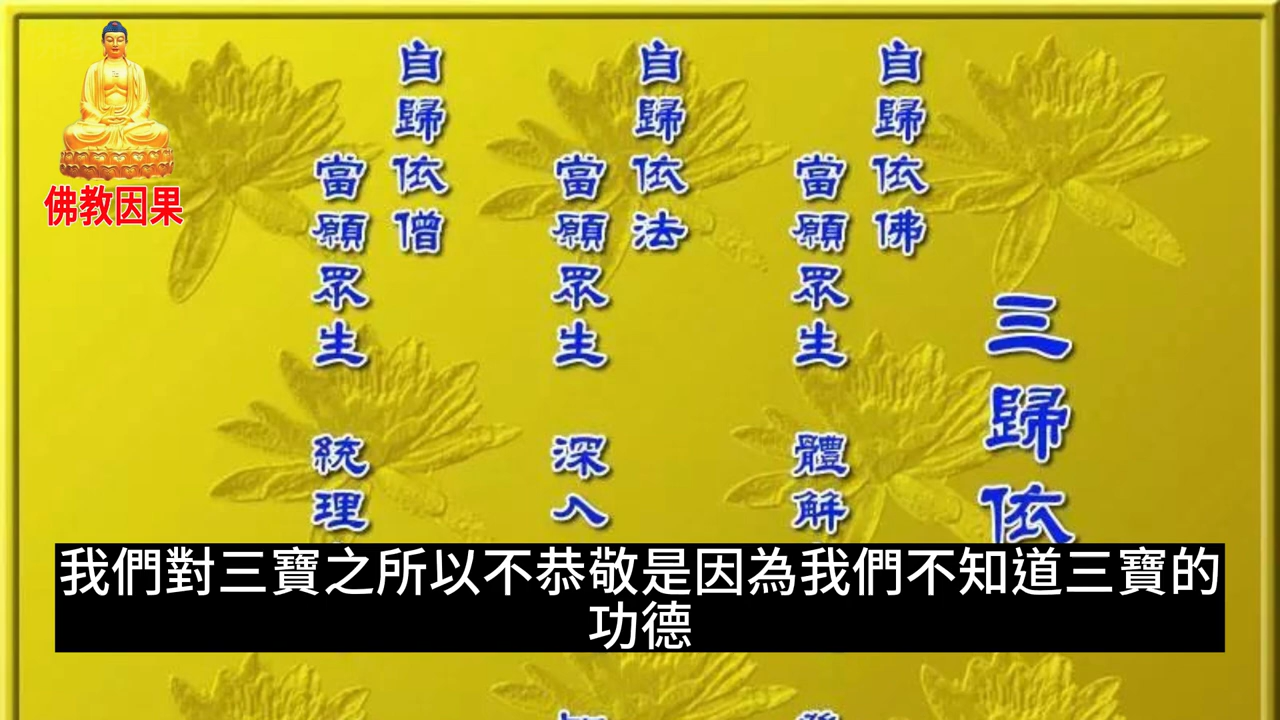 佛教因果
三歸依
自歸依佛
當願眾生 體解
自歸依法
當願眾生 深入
自歸依僧
當願眾生 統理
我們對三寶之所以不恭敬是因為我們不知道三寶的
功德